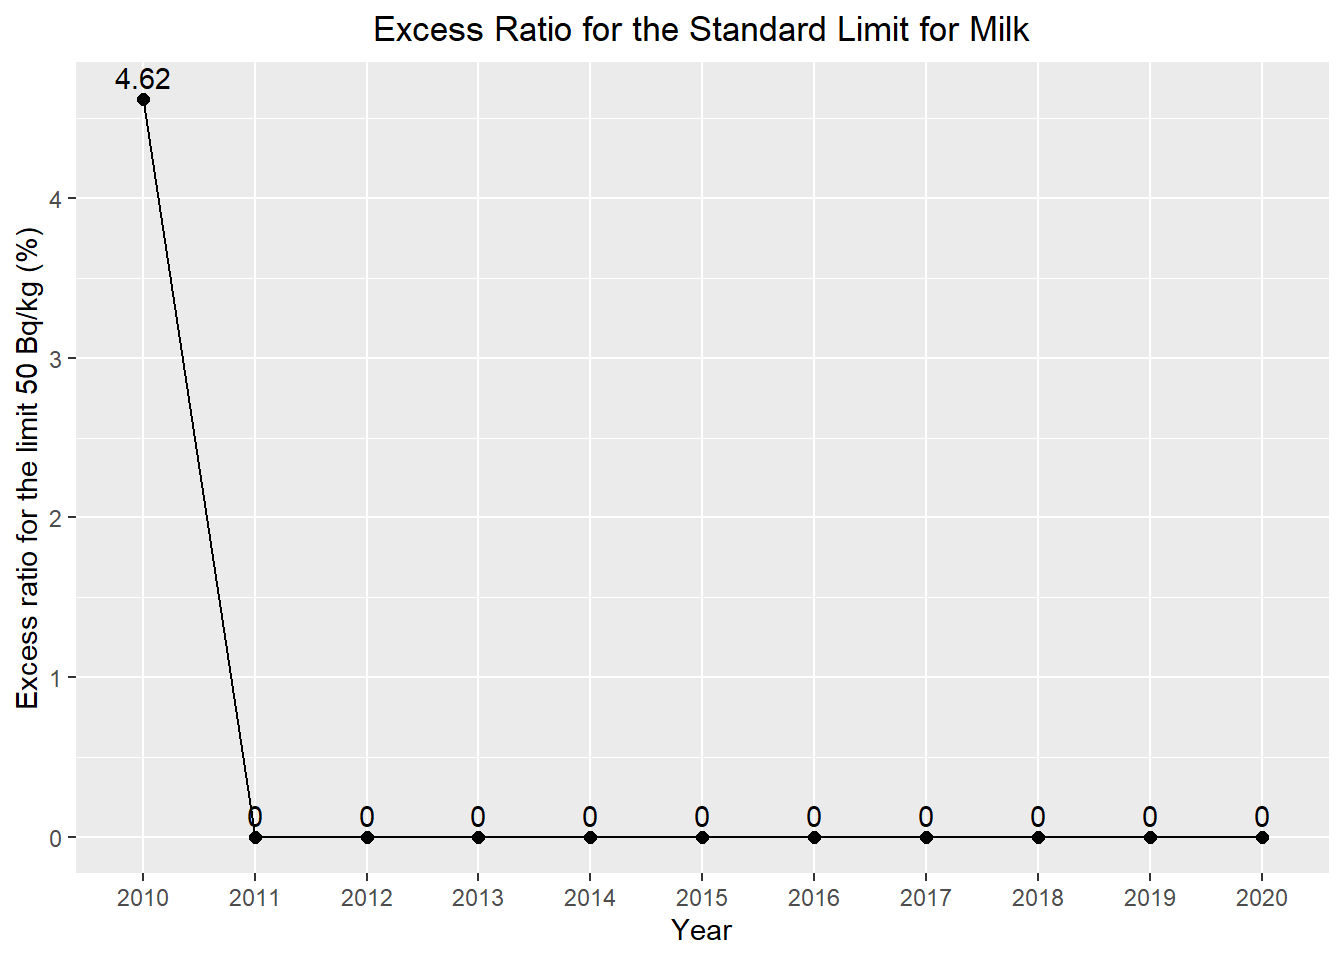 Excess Ratio for the Standard Limit for Milk
Excess ratio for the limit 50 Bq/kg (%)
4
3
2
1
0
4.62
0 0 0 0 0 0 0 0 0 0
2010 2011 2012 2013 2014 2015 2016 2017 2018 2019 2020
Year